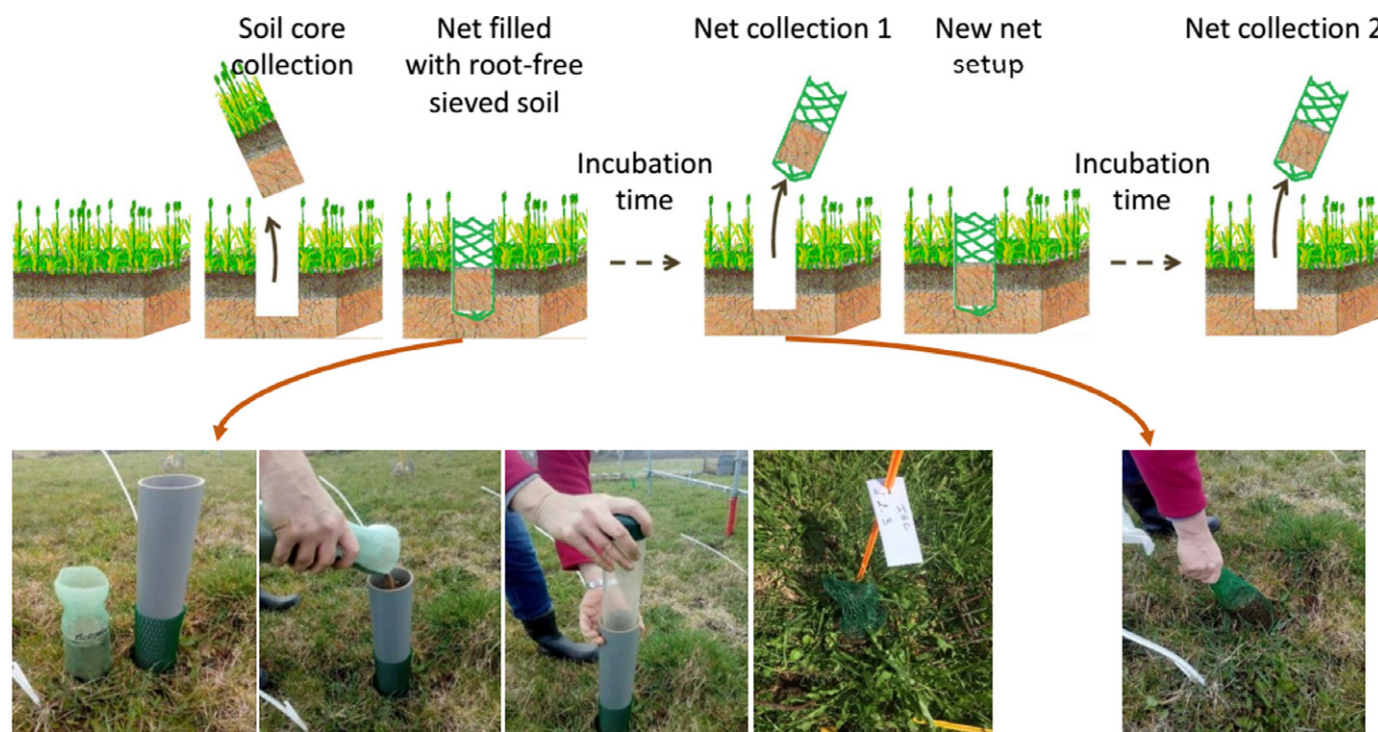 Soil core
collection
Net filled
with root-free
sieved soil
Incubation
time
Net collection 1
New net
setup
Incubation
time
Net collection 2